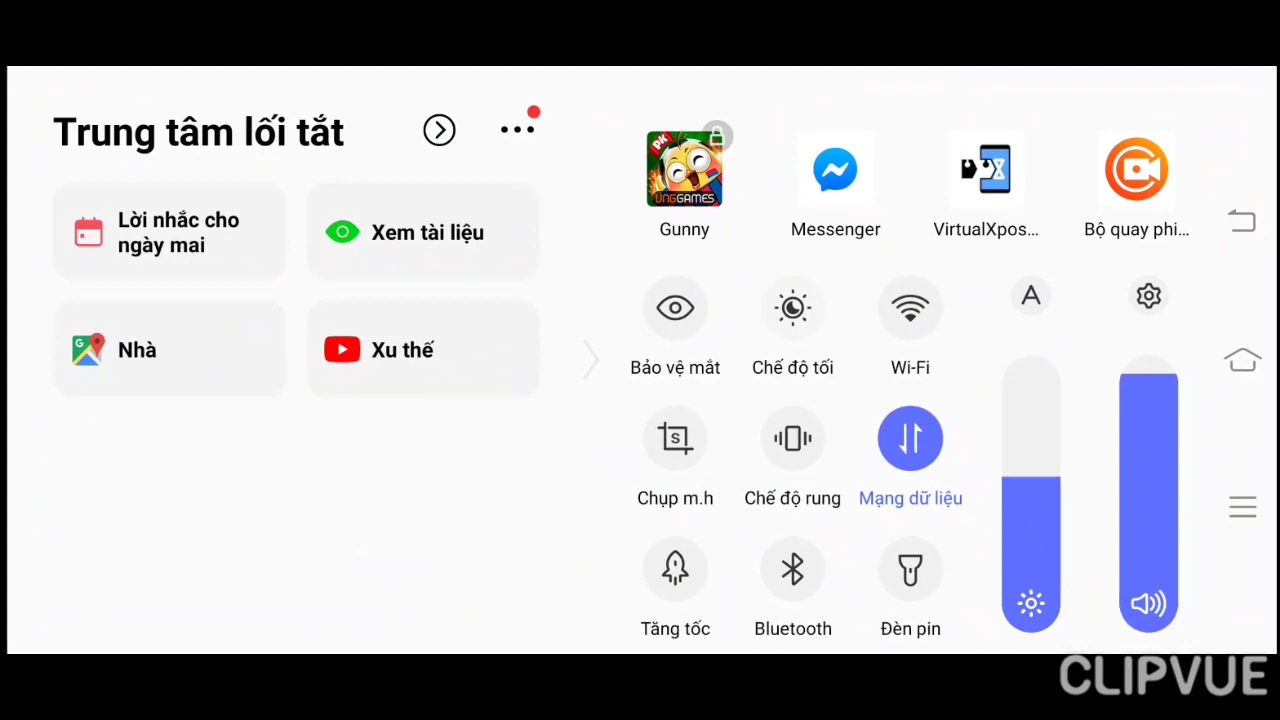 Trung tâm lối tắt
Lời nhắc cho
ngày mai
Xem tài liệu
Nhà
Xu thế
PK
VNGGAMES
Gunny
Messenger
VirtualXpos...
Bộ quay phi...
Bảo vệ mắt
Chế độ tối
Wi-Fi
A
S
Chụp m.h
Chế độ rung
Mạng dữ liệu
Tăng tốc
Bluetooth
Đèn pin
CLIPVUE